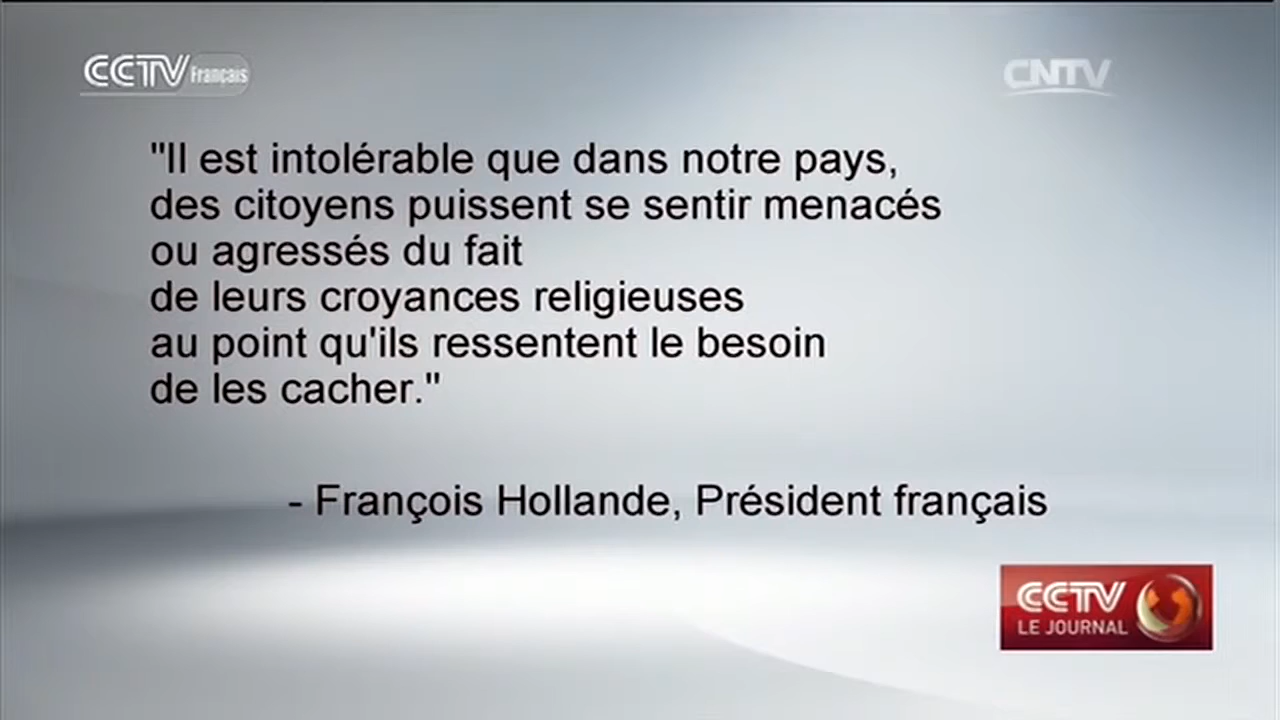 CCTV Français
CNTV
"Il est intolérable que dans notre pays,
des citoyens puissent se sentir menacés
ou agressés du fait
de leurs croyances religieuses
au point qu'ils ressentent le besoin
de les cacher."
- François Hollande, Président français
CCTV
LE JOURNAL